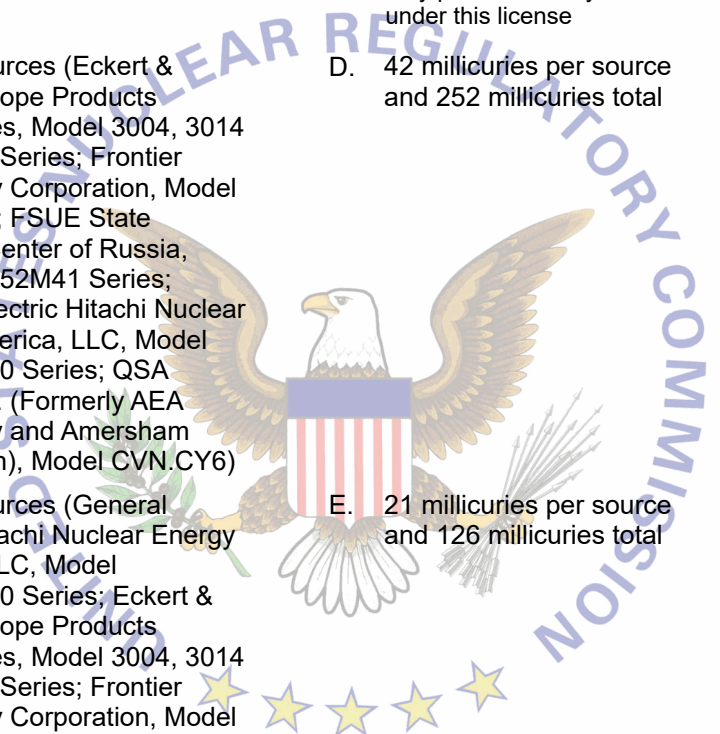 under this license
urces (Eckert &
ope Products
es, Model 3004, 3014
Series; Frontier
Corporation, Model
; FSUE State
enter of Russia,
52M41 Series;
ectric Hitachi Nuclear
erica, LLC, Model
0 Series; QSA
(Formerly AEA
and Amersham
n), Model CVN.CY6)
D. 42 millicuries per source
and 252 millicuries total
urces (General
achi Nuclear Energy
LC, Model
0 Series; Eckert &
ope Products
es, Model 3004, 3014
Series; Frontier
Corporation, Model
E. 21 millicuries per source
and 126 millicuries total
UNITED STATES NUCLEAR REGULATORY COMMISSION